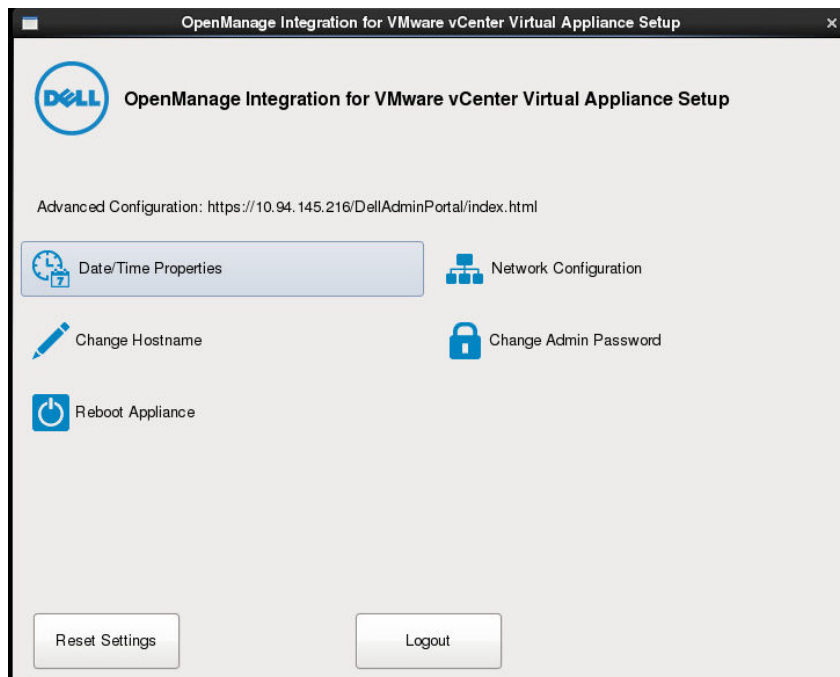 OpenManage Integration for VMware vCenter Virtual Appliance Setup
DELL
OpenManage Integration for VMware vCenter Virtual Appliance Setup
Advanced Configuration: https://10.94.145.216/DellAdminPortal/index.html
Date/Time Properties
7
Network Configuration
Change Hostname
Change Admin Password
Reboot Appliance
Reset Settings
Logout